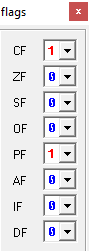 flags
CF 1
ZF 0
SF 0
OF 0
PF 1
AF 0
IF 0
DF 0